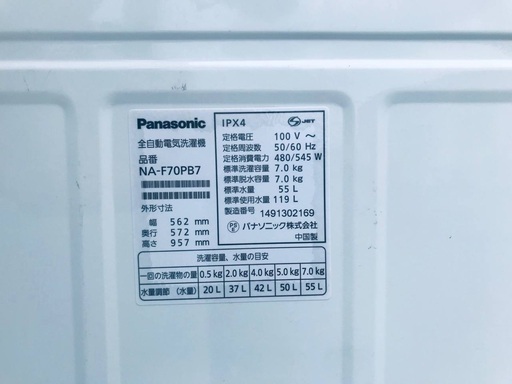 Panasonic
全自動電気洗濯機
品番
NA-F70PB7
外形寸法
幅 562 mm
奥行 572 mm
高さ 957 mm
IPX4
JET
定格電圧 100 V ～
定格周波数 50/60 Hz
定格消費電力 480/545 W
標準洗濯容量 7.0 kg
標準脱水容量 7.0 kg
標準水量 55 L
標準使用水量 119 L
製造番号 1491302169
PSE パナソニック株式会社
中国製
洗濯容量、水量の目安
一回の洗濯物の量 0.5 kg 2.0 kg 4.0 kg 5.0 kg 7.0 kg
水量調節（水量） 20 L 37 L 42 L 50 L 55 L